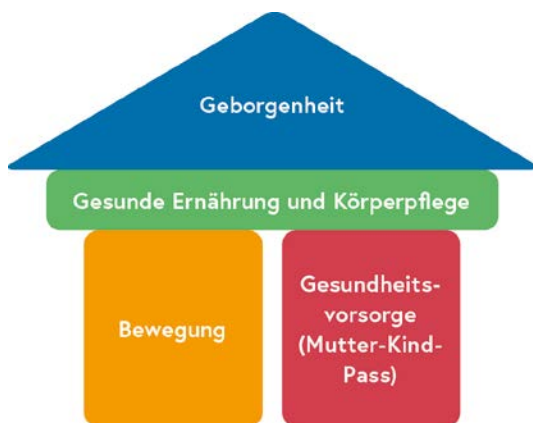 Geborgenheit
Gesunde Ernährung und Körperpflege
Bewegung
Gesundheits-
vorsorge
(Mutter-Kind-
Pass)